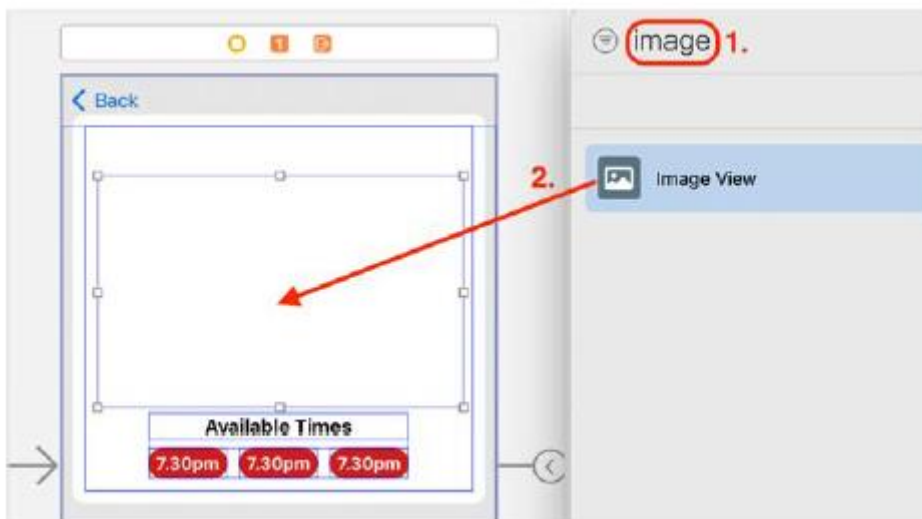 image 1.
Back
2. Image View
Available Times
7.30pm 7.30pm 7.30pm